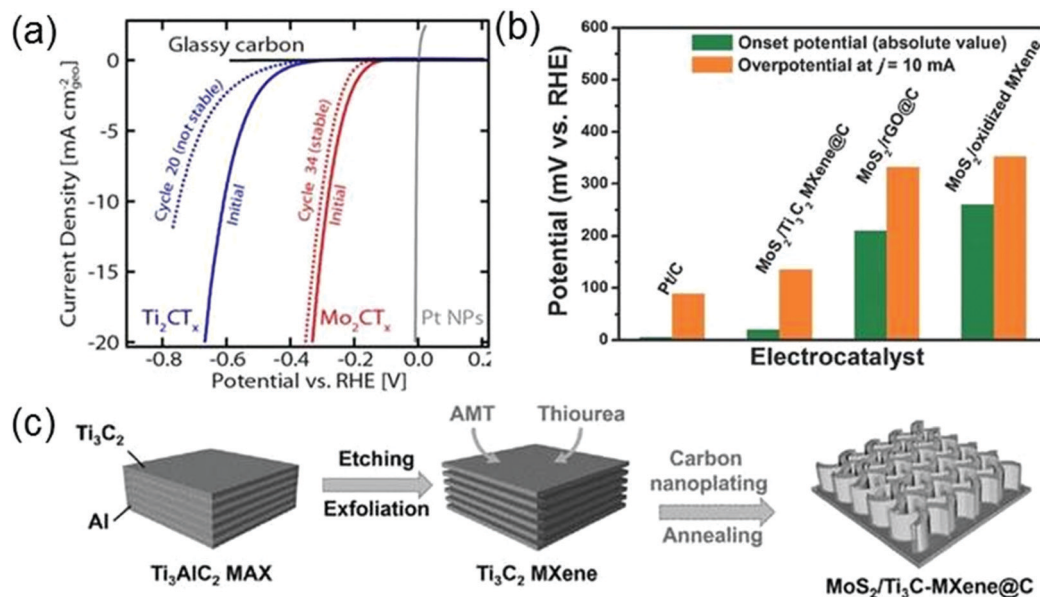 (a)
Glassy carbon
Cycle 20 (not stable)
Initial
Cycle 34 (stable)
Initial
Ti₂CTₓ
Mo₂CTₓ
Pt NPs
Current Density [mA cm⁻²geo]
0
-5
-10
-15
-20
-0.8
-0.6
-0.4
-0.2
0.0
0.2
Potential vs. RHE [V]
(b)
Onset potential (absolute value)
Overpotential at j = 10 mA
Potential (mV vs. RHE)
600
500
400
300
200
100
0
Pt/C
MoS₂/Ti₃C₂ MXene@C
MoS₂/rGO@C
MoS₂/oxidized MXene
Electrocatalyst
(c)
Ti₃C₂
Al
Ti₃AlC₂ MAX
Etching
Exfoliation
AMT
Thiourea
Ti₃C₂ MXene
Carbon
nanoplating
Annealing
MoS₂/Ti₃C-MXene@C